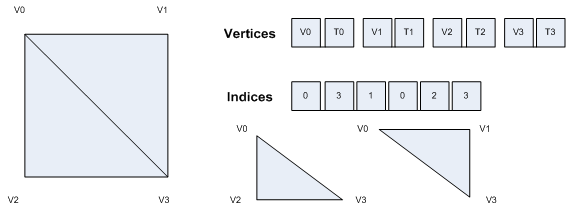 V0 V1
V2 V3
Vertices V0 T0 V1 T1 V2 T2 V3 T3
Indices 0 3 1 0 2 3
V0 V2 V3
V0 V1 V3